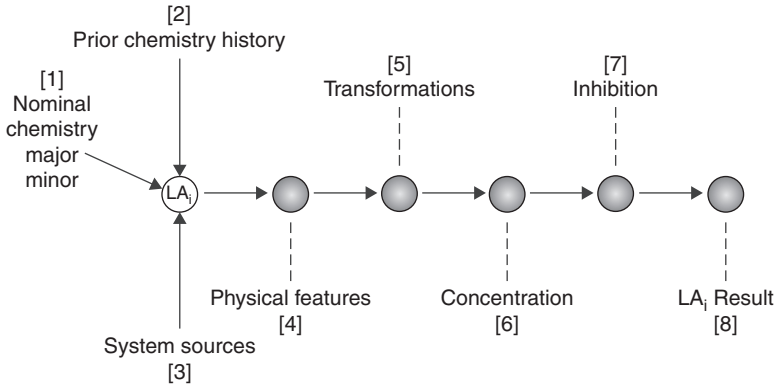 [2]
Prior chemistry history
[1]
Nominal
chemistry
major
minor
LAi
[3]
System sources
[5]
Transformations
[7]
Inhibition
Physical features
[4]
Concentration
[6]
LAi Result
[8]